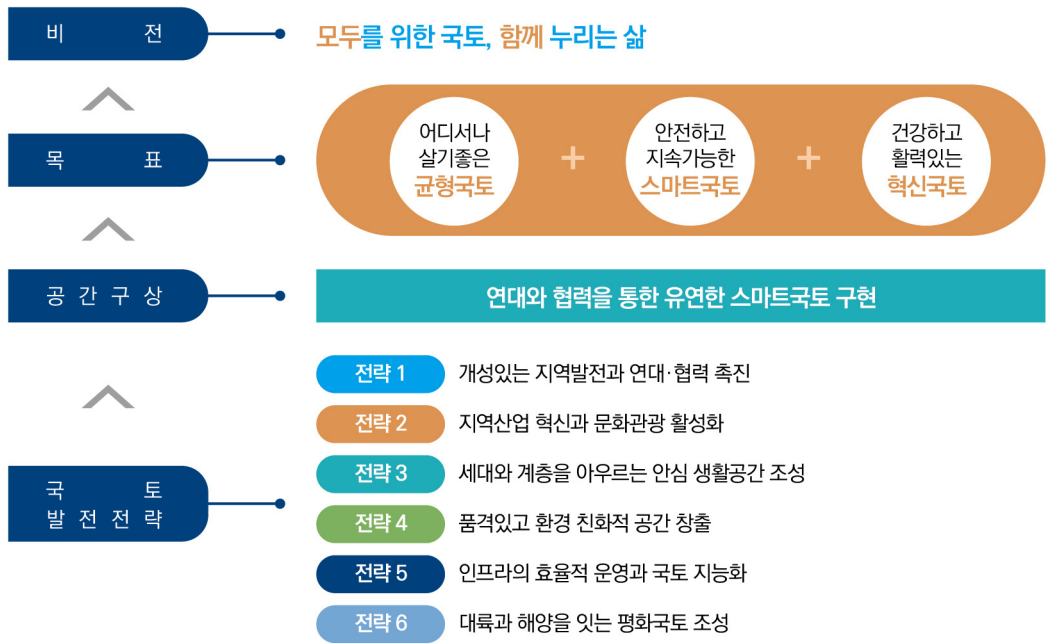 비 전
모두를 위한 국토, 함께 누리는 삶
목 표
어디서나
살기좋은
균형국토
+
안전하고
지속가능한
스마트국토
+
건강하고
활력있는
혁신국토
공 간 구 상
연대와 협력을 통한 유연한 스마트국토 구현
국 토
발 전 전 략
전략 1 개성있는 지역발전과 연대·협력 촉진
전략 2 지역산업 혁신과 문화관광 활성화
전략 3 세대와 계층을 아우르는 안심 생활공간 조성
전략 4 품격있고 환경 친화적 공간 창출
전략 5 인프라의 효율적 운영과 국토 지능화
전략 6 대륙과 해양을 잇는 평화국토 조성